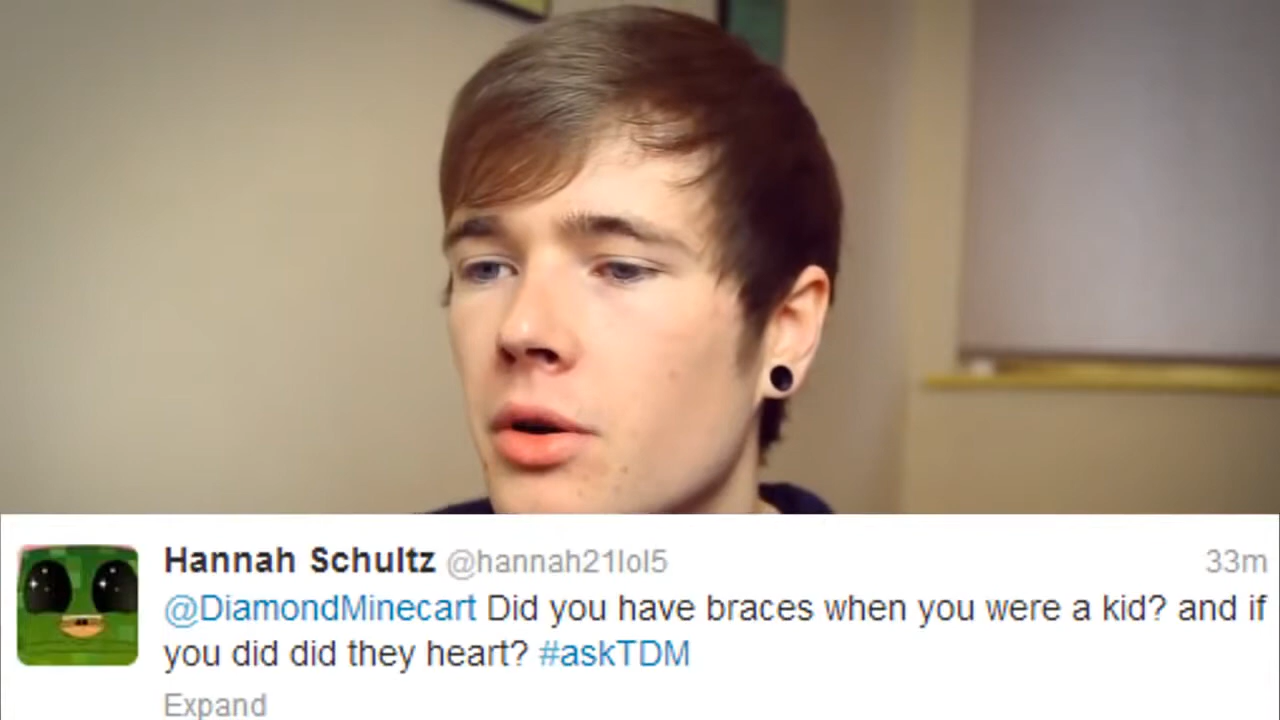 Hannah Schultz @hannah21lol5 33m
@DiamondMinecart Did you have braces when you were a kid? and if
you did did they heart? #askTDM
Expand